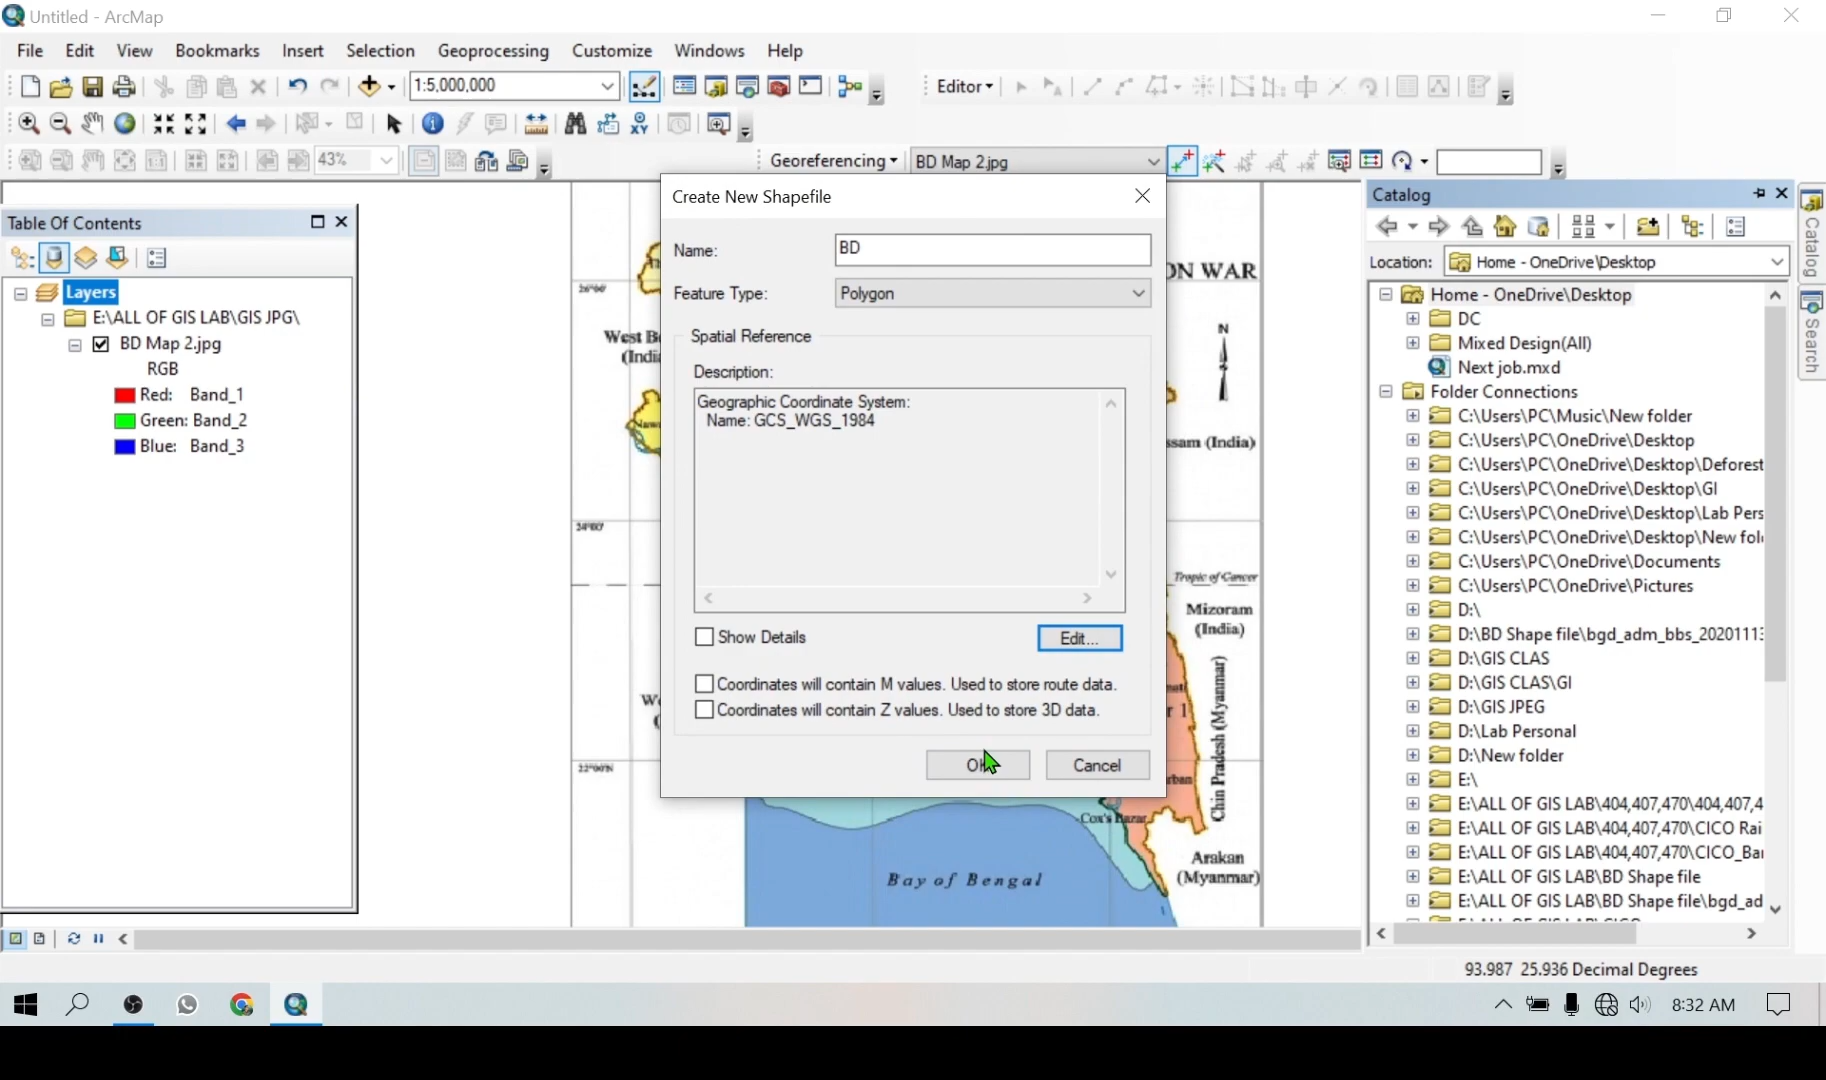 Untitled - ArcMap
File Edit View Bookmarks Insert Selection Geoprocessing Customize Windows Help
1:5,000,000
Editor
43%
Georeferencing
BD Map 2.jpg
Table Of Contents
Layers
E:\ALL OF GIS LAB\GIS JPG\
BD Map 2.jpg
RGB
Red: Band_1
Green: Band_2
Blue: Band_3
26°00'
24°00'
22°00'N
West B
(India
ON WAR
N
ssam (India)
Tropic of Cancer
Mizoram
(India)
Chin Pradesh (Myanmar)
Cox's Bazar
Arakan
(Myanmar)
Bay of Bengal
Create New Shapefile
Name: BD
Feature Type: Polygon
Spatial Reference
Description:
Geographic Coordinate System:
Name: GCS_WGS_1984
Show Details
Edit...
Coordinates will contain M values. Used to store route data.
Coordinates will contain Z values. Used to store 3D data.
OK
Cancel
Catalog
Location: Home - OneDrive\Desktop
Home - OneDrive\Desktop
DC
Mixed Design(All)
Next job.mxd
Folder Connections
C:\Users\PC\Music\New folder
C:\Users\PC\OneDrive\Desktop
C:\Users\PC\OneDrive\Desktop\Deforest
C:\Users\PC\OneDrive\Desktop\GI
C:\Users\PC\OneDrive\Desktop\Lab Pers
C:\Users\PC\OneDrive\Desktop\New fol
C:\Users\PC\OneDrive\Documents
C:\Users\PC\OneDrive\Pictures
D:\
D:\BD Shape file\bgd_adm_bbs_2020111
D:\GIS CLAS
D:\GIS CLAS\GI
D:\GIS JPEG
D:\Lab Personal
D:\New folder
E:\
E:\ALL OF GIS LAB\404,407,470\404,407,4
E:\ALL OF GIS LAB\404,407,470\CICO Rai
E:\ALL OF GIS LAB\404,407,470\CICO_Bar
E:\ALL OF GIS LAB\BD Shape file
E:\ALL OF GIS LAB\BD Shape file\bgd_ad
Catalog
Search
93.987 25.936 Decimal Degrees
8:32 AM